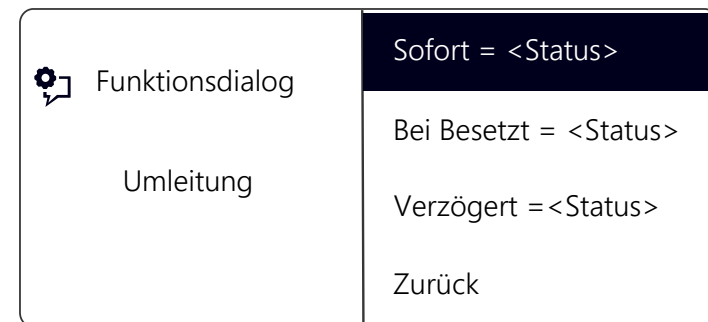 Funktionsdialog
Umleitung
Sofort = <Status>
Bei Besetzt = <Status>
Verzögert =<Status>
Zurück